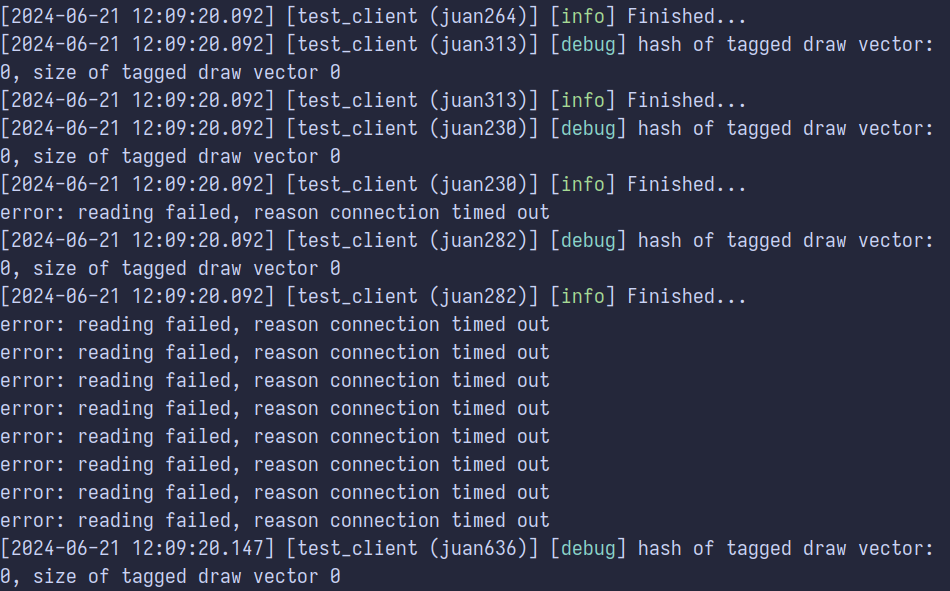 [2024-06-21 12:09:20.092] [test_client (juan264)] [info] Finished...
[2024-06-21 12:09:20.092] [test_client (juan313)] [debug] hash of tagged draw vector:
0, size of tagged draw vector 0
[2024-06-21 12:09:20.092] [test_client (juan313)] [info] Finished...
[2024-06-21 12:09:20.092] [test_client (juan230)] [debug] hash of tagged draw vector:
0, size of tagged draw vector 0
[2024-06-21 12:09:20.092] [test_client (juan230)] [info] Finished...
error: reading failed, reason connection timed out
[2024-06-21 12:09:20.092] [test_client (juan282)] [debug] hash of tagged draw vector:
0, size of tagged draw vector 0
[2024-06-21 12:09:20.092] [test_client (juan282)] [info] Finished...
error: reading failed, reason connection timed out
error: reading failed, reason connection timed out
error: reading failed, reason connection timed out
error: reading failed, reason connection timed out
error: reading failed, reason connection timed out
error: reading failed, reason connection timed out
error: reading failed, reason connection timed out
error: reading failed, reason connection timed out
[2024-06-21 12:09:20.147] [test_client (juan636)] [debug] hash of tagged draw vector:
0, size of tagged draw vector 0